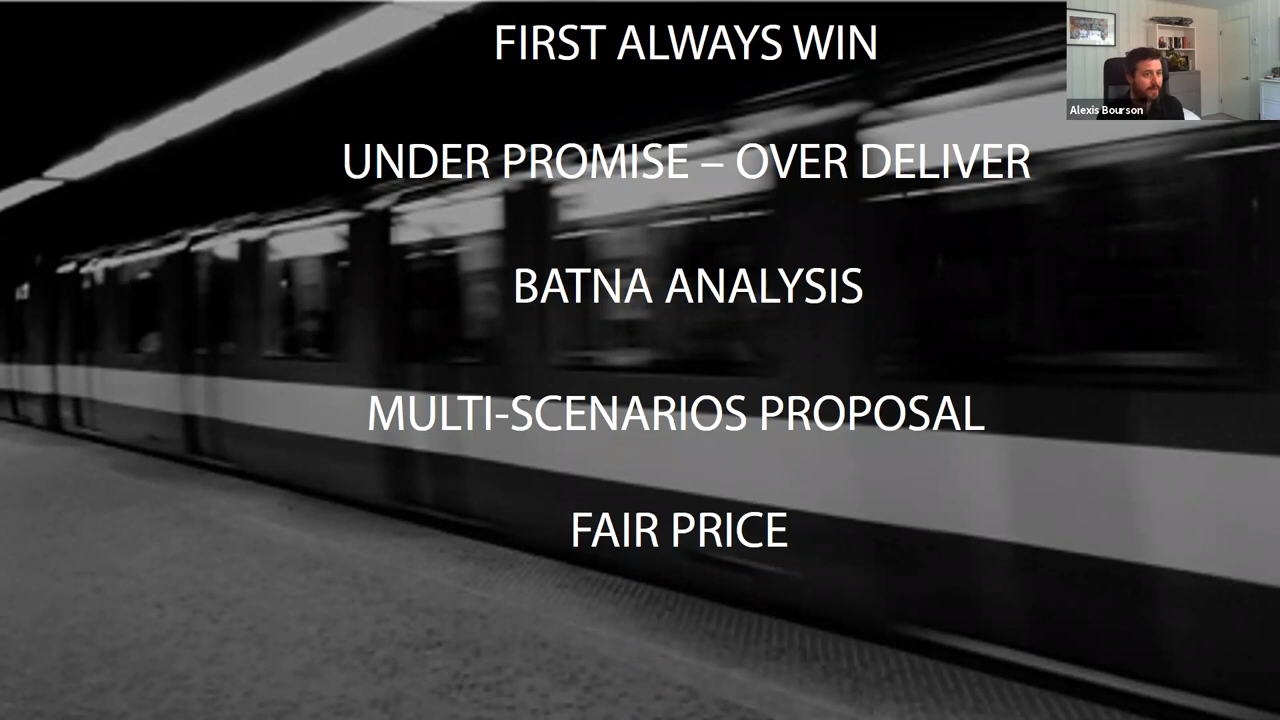 FIRST ALWAYS WIN
Alexis Bourson
UNDER PROMISE – OVER DELIVER
BATNA ANALYSIS
MULTI-SCENARIOS PROPOSAL
FAIR PRICE